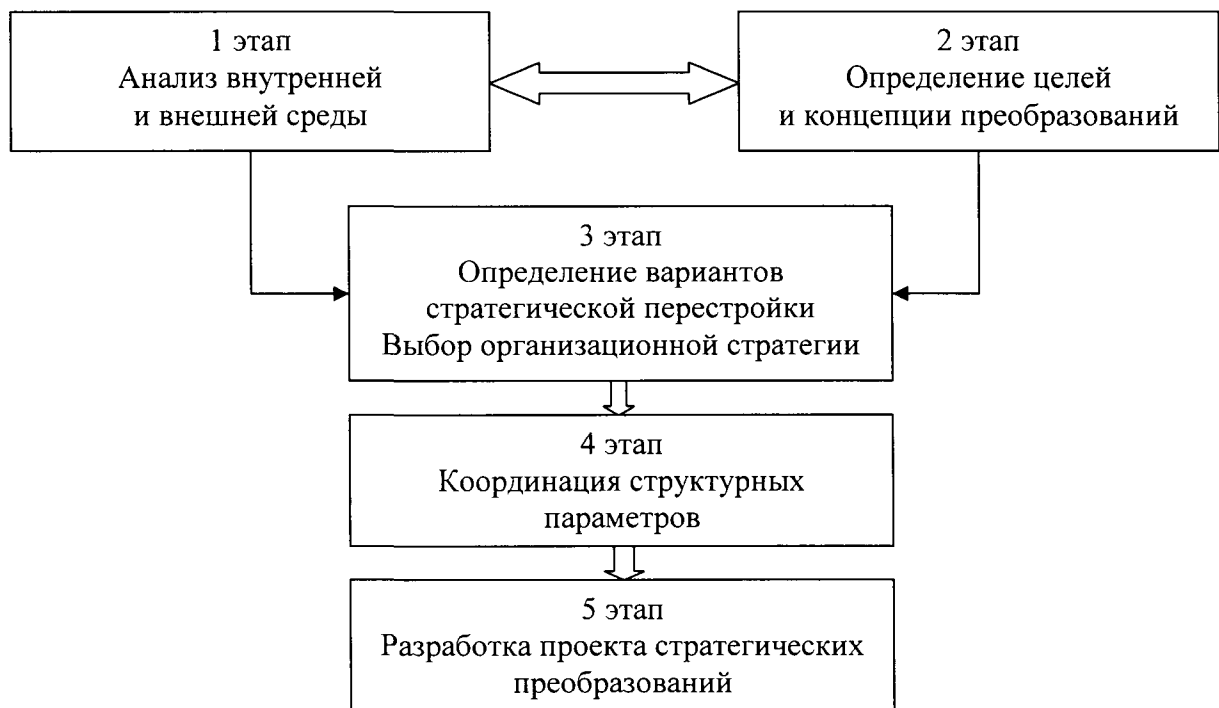 1 этап
Анализ внутренней
и внешней среды
2 этап
Определение целей
и концепции преобразований
3 этап
Определение вариантов
стратегической перестройки
Выбор организационной стратегии
4 этап
Координация структурных
параметров
5 этап
Разработка проекта стратегических
преобразований